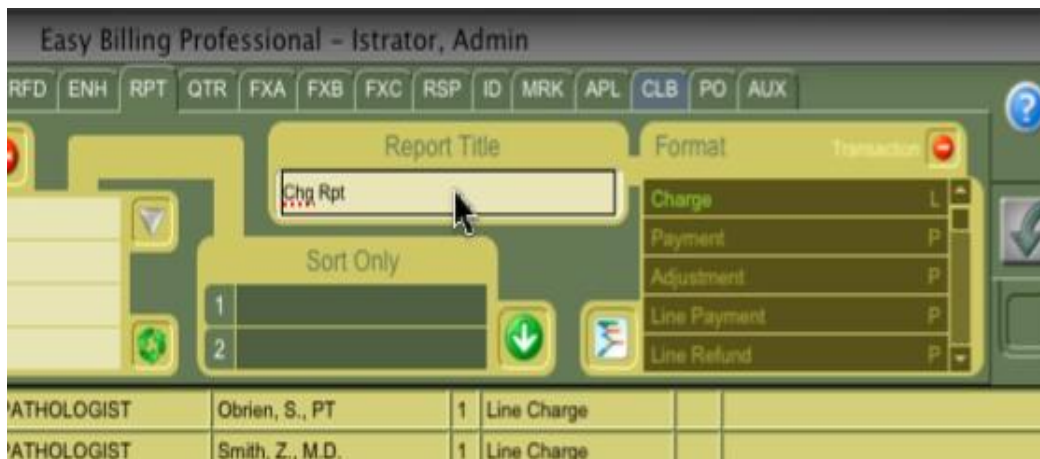 Easy Billing Professional – Istrator, Admin
RFD ENH RPT QTR FXA FXB FXC RSP ID MRK APL CLB PO AUX
?
Report Title
Format Transaction
Chg Rpt
Charge L
Payment P
Sort Only
Adjustment P
1
Line Payment P
2
Line Refund P
PATHOLOGIST Obrien, S., PT 1 Line Charge
PATHOLOGIST Smith, Z., M.D. 1 Line Charge